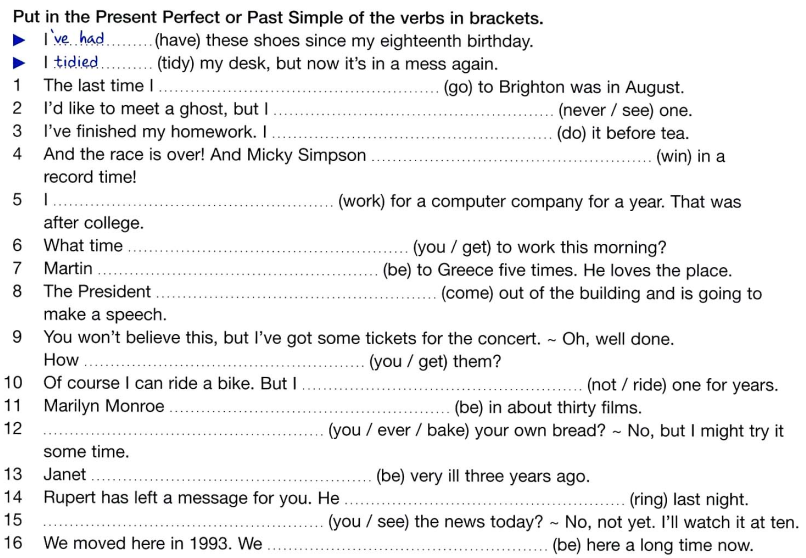 Put in the Present Perfect or Past Simple of the verbs in brackets.
► I 've had ......... (have) these shoes since my eighteenth birthday.
► I tidied .......... (tidy) my desk, but now it's in a mess again.
1 The last time I ................................................ (go) to Brighton was in August.
2 I'd like to meet a ghost, but I ................................................ (never / see) one.
3 I've finished my homework. I ................................................ (do) it before tea.
4 And the race is over! And Micky Simpson ................................................ (win) in a
record time!
5 I ................................................ (work) for a computer company for a year. That was
after college.
6 What time ................................................ (you / get) to work this morning?
7 Martin ................................................ (be) to Greece five times. He loves the place.
8 The President ................................................ (come) out of the building and is going to
make a speech.
9 You won't believe this, but I've got some tickets for the concert. ~ Oh, well done.
How ................................................ (you / get) them?
10 Of course I can ride a bike. But I ................................................ (not / ride) one for years.
11 Marilyn Monroe ................................................ (be) in about thirty films.
12 ................................................ (you / ever / bake) your own bread? ~ No, but I might try it
some time.
13 Janet ................................................ (be) very ill three years ago.
14 Rupert has left a message for you. He ................................................ (ring) last night.
15 ................................................ (you / see) the news today? ~ No, not yet. I'll watch it at ten.
16 We moved here in 1993. We ................................................ (be) here a long time now.